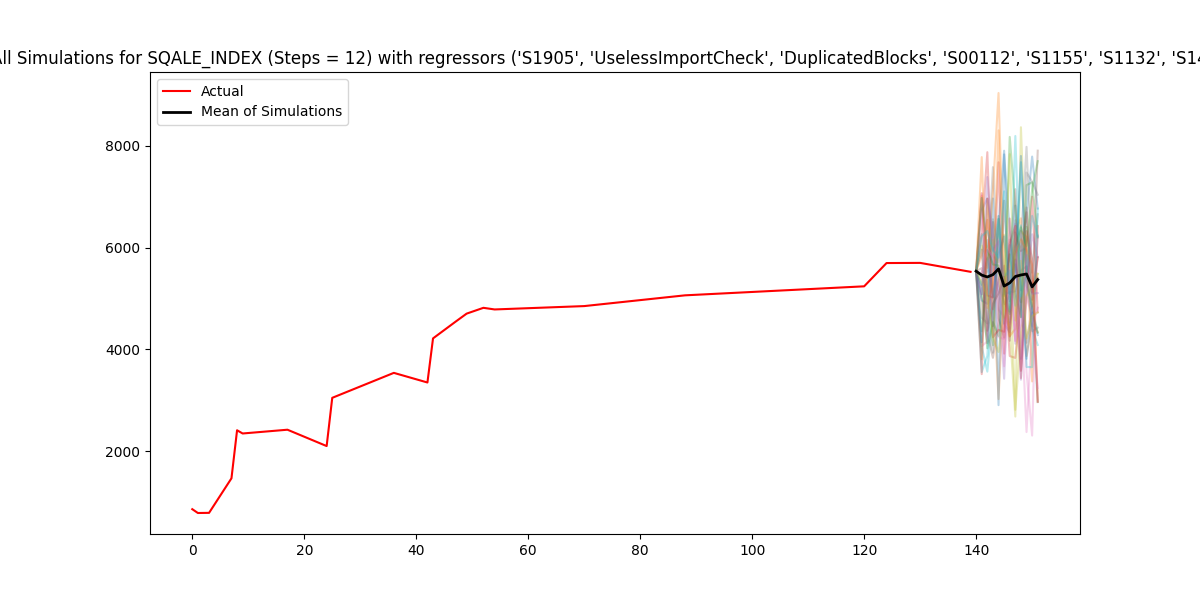 ll Simulations for SQALE_INDEX (Steps = 12) with regressors ('S1905', 'UselessImportCheck', 'DuplicatedBlocks', 'S00112', 'S1155', 'S1132', 'S14
Actual
Mean of Simulations
8000
6000
4000
2000
0 20 40 60 80 100 120 140